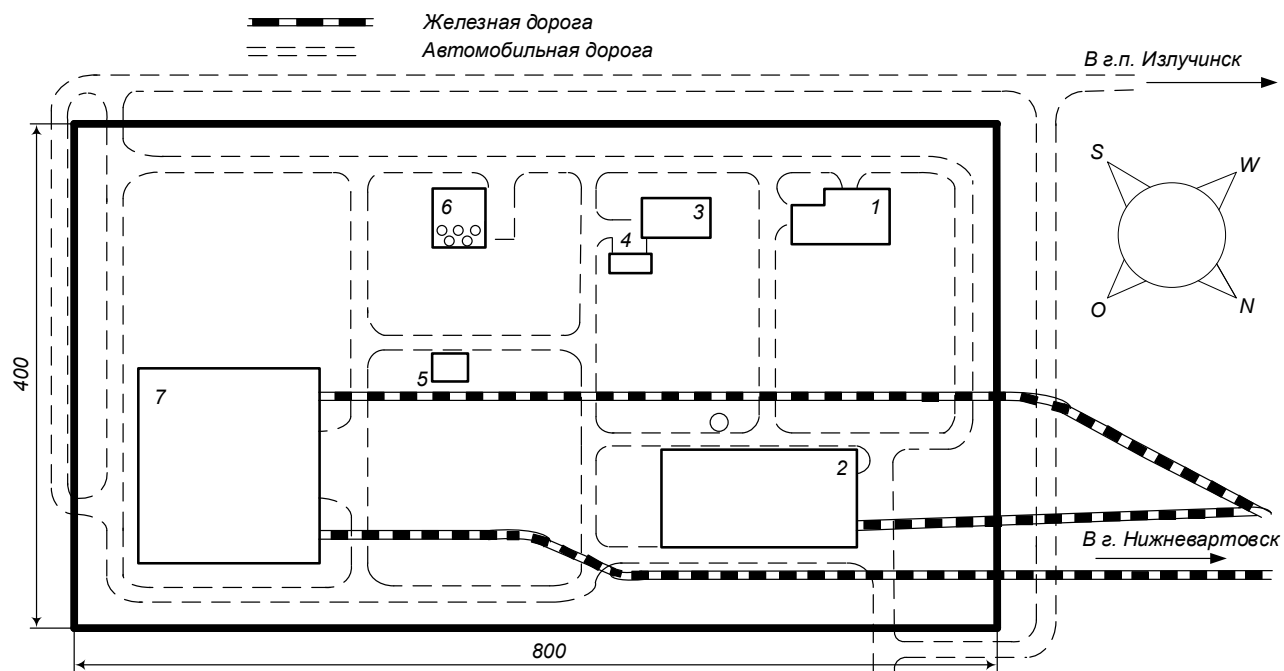 Железная дорога
Автомобильная дорога
В г.п. Излучинск
S
W
6
3
1
4
O
N
400
5
7
2
В г. Нижневартовск
800